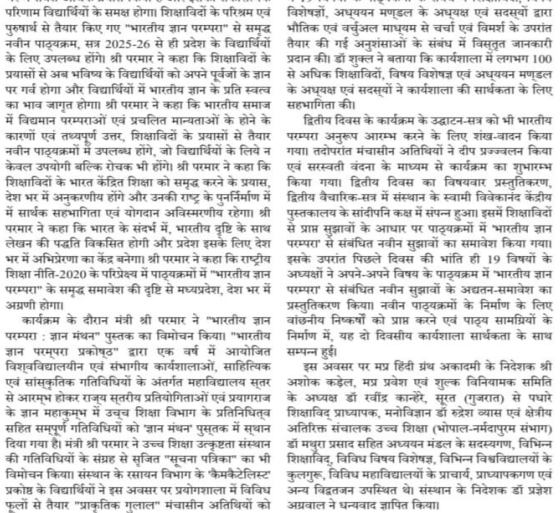 परिणाम विद्यार्थियों के समक्ष होगा। शिक्षाविदों के परिश्रम एवं
पुरुषार्थ से तैयार किए गए "भारतीय ज्ञान परम्परा" से समृद्ध
नवीन पाठ्यक्रम, सत्र 2025-26 से ही प्रदेश के विद्यार्थियों
के लिए उपलब्ध होंगे। श्री परमार ने कहा कि शिक्षाविदों के
प्रयासों से अब भविष्य के विद्यार्थियों को अपने पूर्वजों के ज्ञान
पर गर्व होगा और विद्यार्थियों में भारतीय ज्ञान के प्रति स्वत्व
का भाव जागृत होगा। श्री परमार ने कहा कि भारतीय समाज
में विद्यमान परम्पराओं एवं प्रचलित मान्यताओं के होने के
कारणों एवं तथ्यपूर्ण उत्तर, शिक्षाविदों के प्रयासों से तैयार
नवीन पाठ्यक्रमों में उपलब्ध होंगे, जो विद्यार्थियों के लिये न
केवल उपयोगी बल्कि रोचक भी होंगे। श्री परमार ने कहा कि
शिक्षाविदों के भारत केंद्रित शिक्षा को समृद्ध करने के प्रयास,
देश भर में अनुकरणीय होंगे और उनकी राष्ट्र के पुनर्निर्माण में
में सार्थक सहभागिता एवं योगदान अविस्मरणीय रहेगा। श्री
परमार ने कहा कि भारत के संदर्भ में, भारतीय दृष्टि के साथ
लेखन की पद्धति विकसित होगी और प्रदेश इसके लिए देश
भर में अभिप्रेरणा का केंद्र बनेगा। श्री परमार ने कहा कि राष्ट्रीय
शिक्षा नीति-2020 के परिप्रेक्ष्य में पाठ्यक्रमों में "भारतीय ज्ञान
परम्परा" के समृद्ध समावेश की दृष्टि से मध्यप्रदेश, देश भर में
अग्रणी होगा।
कार्यक्रम के दौरान मंत्री श्री परमार ने "भारतीय ज्ञान
परम्परा : ज्ञान मंथन" पुस्तक का विमोचन किया। "भारतीय
ज्ञान परम्परा प्रकोष्ठ" द्वारा एक वर्ष में आयोजित
विश्वविद्यालयीन एवं संभागीय कार्यशालाओं, साहित्यिक
एवं सांस्कृतिक गतिविधियों के अंतर्गत महाविद्यालय स्तर
से आरम्भ होकर राज्य स्तरीय प्रतियोगिताओं एवं प्रयागराज
के ज्ञान महाकुम्भ में उच्च शिक्षा विभाग के प्रतिनिधित्व
सहित सम्पूर्ण गतिविधियों को 'ज्ञान मंथन' पुस्तक में स्थान
दिया गया है। मंत्री श्री परमार ने उच्च शिक्षा उत्कृष्टता संस्थान
की गतिविधियों के संग्रह से सृजित "सूचना पत्रिका" का भी
विमोचन किया। संस्थान के रसायन विभाग के 'कैमकैटेलिस्ट'
प्रकोष्ठ के विद्यार्थियों ने इस अवसर पर प्रयोगशाला में विविध
फूलों से तैयार "प्राकृतिक गुलाल" मंचासीन अतिथियों को
विशेषज्ञों, अध्ययन मण्डल के अध्यक्ष एवं सदस्यों द्वारा
भौतिक एवं वर्चुअल माध्यम से चर्चा एवं विमर्श के उपरांत
तैयार की गई अनुशंसाओं के संबंध में विस्तृत जानकारी
प्रदान की। डॉ शुक्ल ने बताया कि कार्यशाला में लगभग 100
से अधिक शिक्षाविदों, विषय विशेषज्ञ एवं अध्ययन मण्डल
के अध्यक्ष एवं सदस्यों ने कार्यशाला की सार्थकता के लिए
सहभागिता की।
द्वितीय दिवस के कार्यक्रम के उद्घाटन-सत्र को भी भारतीय
परम्परा अनुरूप आरम्भ करने के लिए शंख-वादन किया
गया। तदोपरांत मंचासीन अतिथियों ने दीप प्रज्ज्वलन किया
एवं सरस्वती वंदना के माध्यम से कार्यक्रम का शुभारम्भ
किया गया। द्वितीय दिवस का विषयवार प्रस्तुतिकरण,
द्वितीय वैचारिक-सत्र में संस्थान के स्वामी विवेकानंद केंद्रीय
पुस्तकालय के सांदीपनि कक्ष में संपन्न हुआ। इसमें शिक्षाविदों
से प्राप्त सुझावों के आधार पर पाठ्यक्रमों में 'भारतीय ज्ञान
परम्परा' से संबंधित नवीन सुझावों का समावेश किया गया।
इसके उपरांत पिछले दिवस की भांति ही 19 विषयों के
अध्यक्षों ने अपने-अपने विषय के पाठ्यक्रम में 'भारतीय ज्ञान
परम्परा' से संबंधित नवीन सुझावों के अद्यतन-समावेश का
प्रस्तुतिकरण किया। नवीन पाठ्यक्रमों के निर्माण के लिए
वांछनीय निष्कर्षों को प्राप्त करने एवं पाठ्य सामग्रियों के
निर्माण में, यह दो दिवसीय कार्यशाला सार्थकता के साथ
सम्पन्न हुई।
इस अवसर पर मप्र हिंदी ग्रंथ अकादमी के निदेशक श्री
अशोक कड़ेल, मप्र प्रवेश एवं शुल्क विनियामक समिति
के अध्यक्ष डॉ रवींद्र कान्हेरे, सूरत (गुजरात) से पधारे
शिक्षाविद् प्राध्यापक, मनोविज्ञान डॉ रुद्रेश व्यास एवं क्षेत्रीय
अतिरिक्त संचालक उच्च शिक्षा (भोपाल-नर्मदापुरम संभाग)
डॉ मथुरा प्रसाद सहित अध्ययन मंडल के सदस्यगण, विभिन्न
शिक्षाविद्, विविध विषय विशेषज्ञ, विभिन्न विश्वविद्यालयों के
कुलगुरू, विविध महाविद्यालयों के प्राचार्य, प्राध्यापकगण एवं
अन्य विद्वतजन उपस्थित थे। संस्थान के निदेशक डॉ प्रज्ञेश
अग्रवाल ने धन्यवाद ज्ञापित किया।